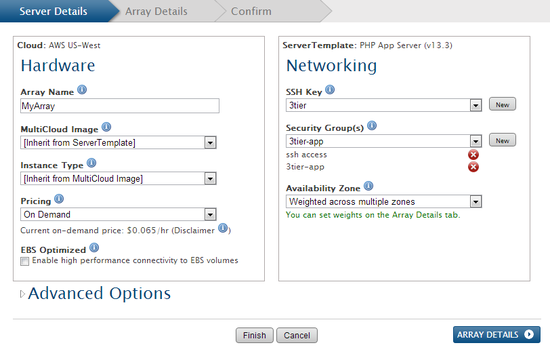 Server Details
Array Details
Confirm
Cloud: AWS US-West
Hardware
Array Name
MyArray
MultiCloud Image
[Inherit from ServerTemplate]
Instance Type
[Inherit from MultiCloud Image]
Pricing
On Demand
Current on-demand price: $0.065/hr (Disclaimer )
EBS Optimized
Enable high performance connectivity to EBS volumes
ServerTemplate: PHP App Server (v13.3)
Networking
SSH Key
3tier
New
Security Group(s)
3tier-app
New
ssh access
3tier-app
Availability Zone
Weighted across multiple zones
You can set weights on the Array Details tab.
Advanced Options
Finish
Cancel
ARRAY DETAILS